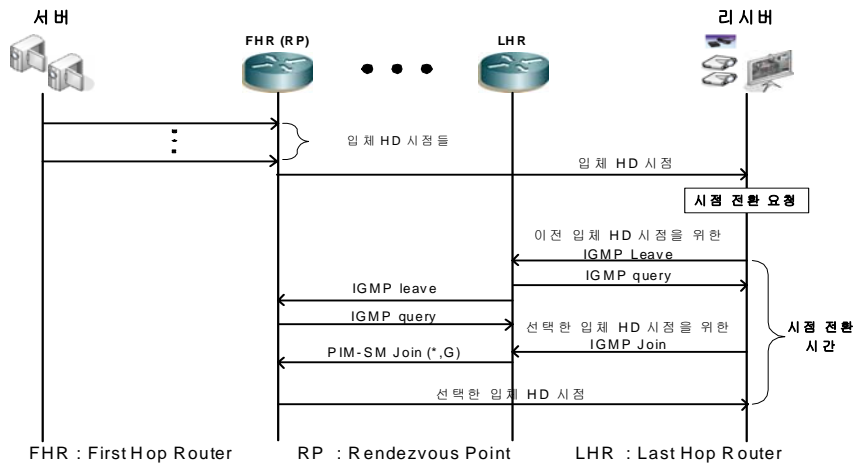 서버
리시버
FHR (RP)
LHR
입체 HD 시점들
입체 HD 시점
시점 전환 요청
이전 입체 HD 시점을 위한
IGMP Leave
IGMP query
IGMP leave
IGMP query
선택한 입체 HD 시점을 위한
IGMP Join
PIM-SM Join (*,G)
시점 전환
시간
선택한 입체 HD 시점
FHR : First Hop Router
RP : Rendezvous Point
LHR : Last Hop Router